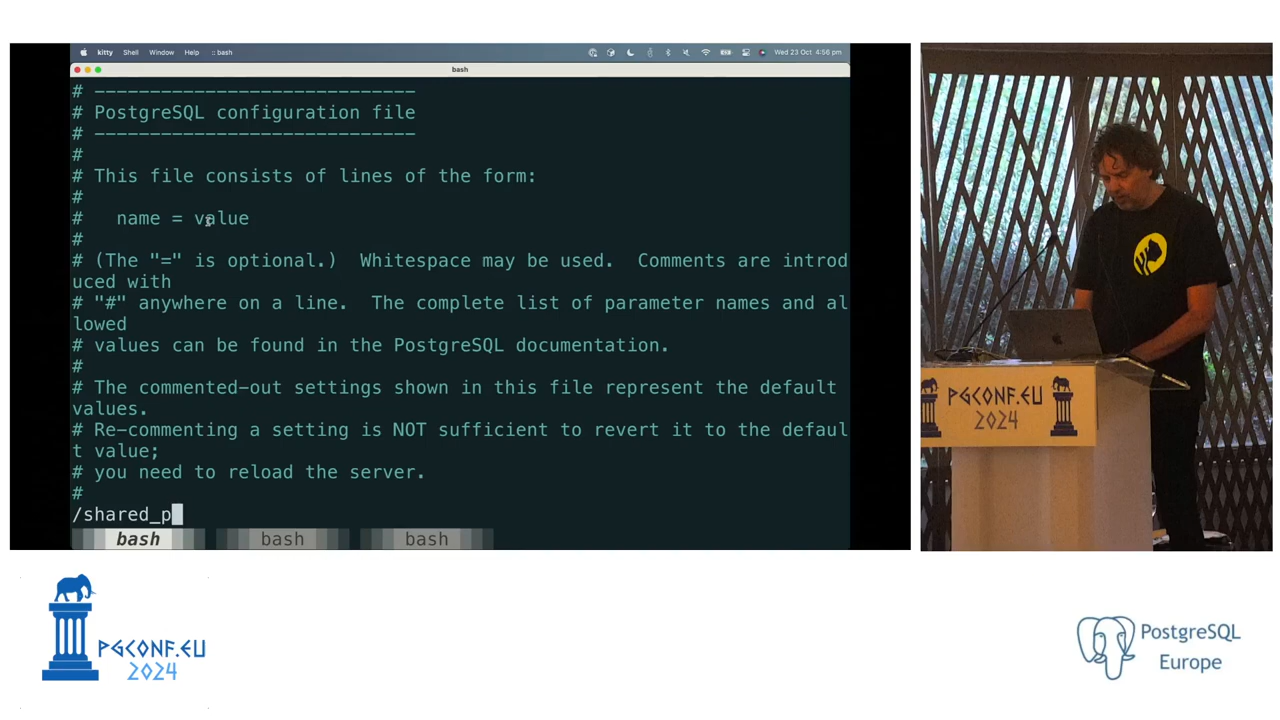 kitty Shell Window Help :: bash Wed 23 Oct 4:56 pm
bash
# -----------------------------
# PostgreSQL configuration file
# -----------------------------
#
# This file consists of lines of the form:
#
#   name = value
#
# (The "=" is optional.)  Whitespace may be used.  Comments are introd
uced with
# "#" anywhere on a line.  The complete list of parameter names and al
lowed
# values can be found in the PostgreSQL documentation.
#
# The commented-out settings shown in this file represent the default
values.
# Re-commenting a setting is NOT sufficient to revert it to the defaul
t value;
# you need to reload the server.
#
/shared_p
bash bash bash
PGCONF.EU
2024
PGCONF.EU
2024
PostgreSQL
Europe